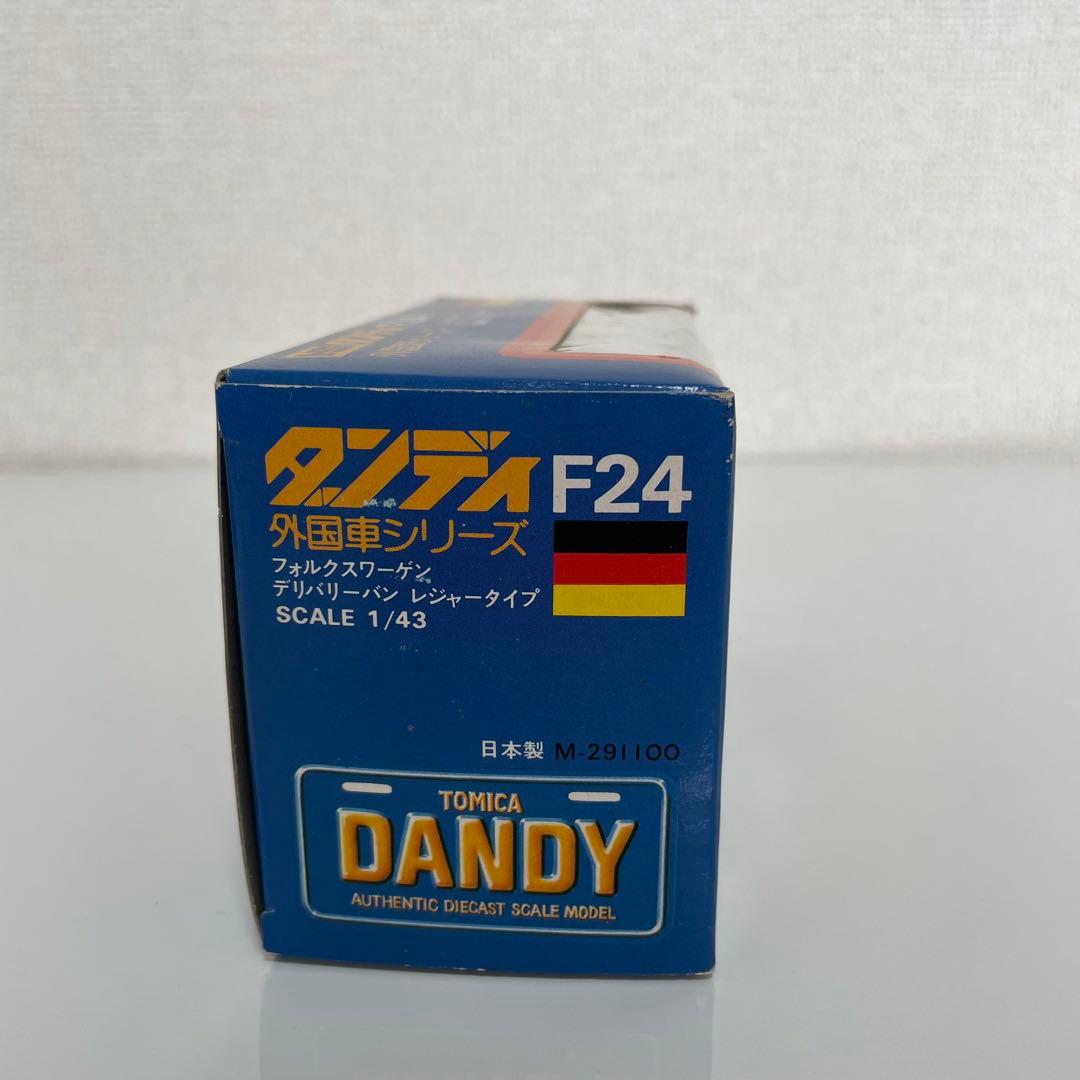 ダンディ F24
外国車シリーズ
フォルクスワーゲン
デリバリーバン レジャータイプ
SCALE 1/43
日本製 M-291100
TOMICA
DANDY
AUTHENTIC DIECAST SCALE MODEL